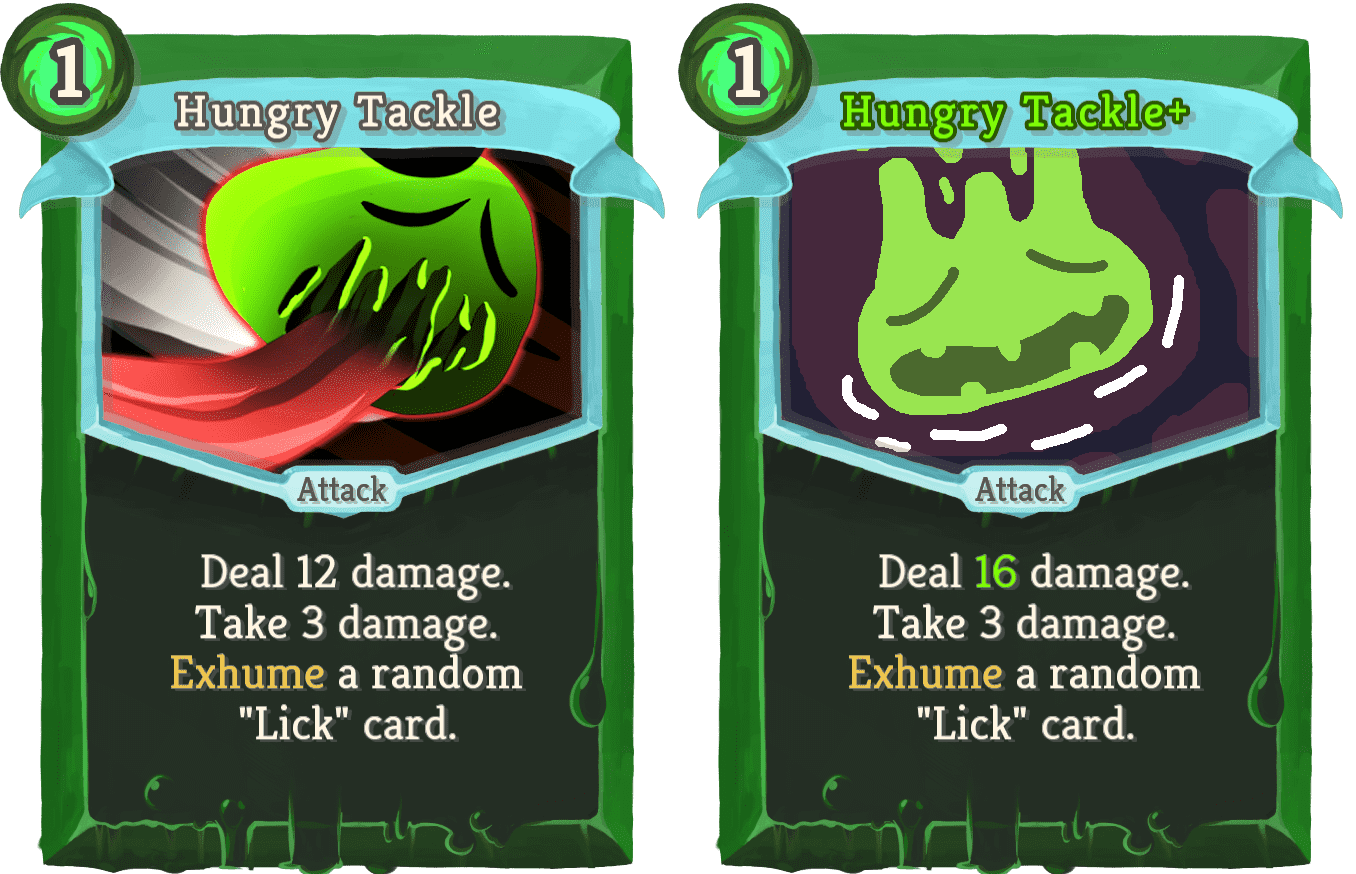 1
Hungry Tackle
Attack
Deal 12 damage.
Take 3 damage.
Exhume a random
"Lick" card.
1
Hungry Tackle+
Attack
Deal 16 damage.
Take 3 damage.
Exhume a random
"Lick" card.